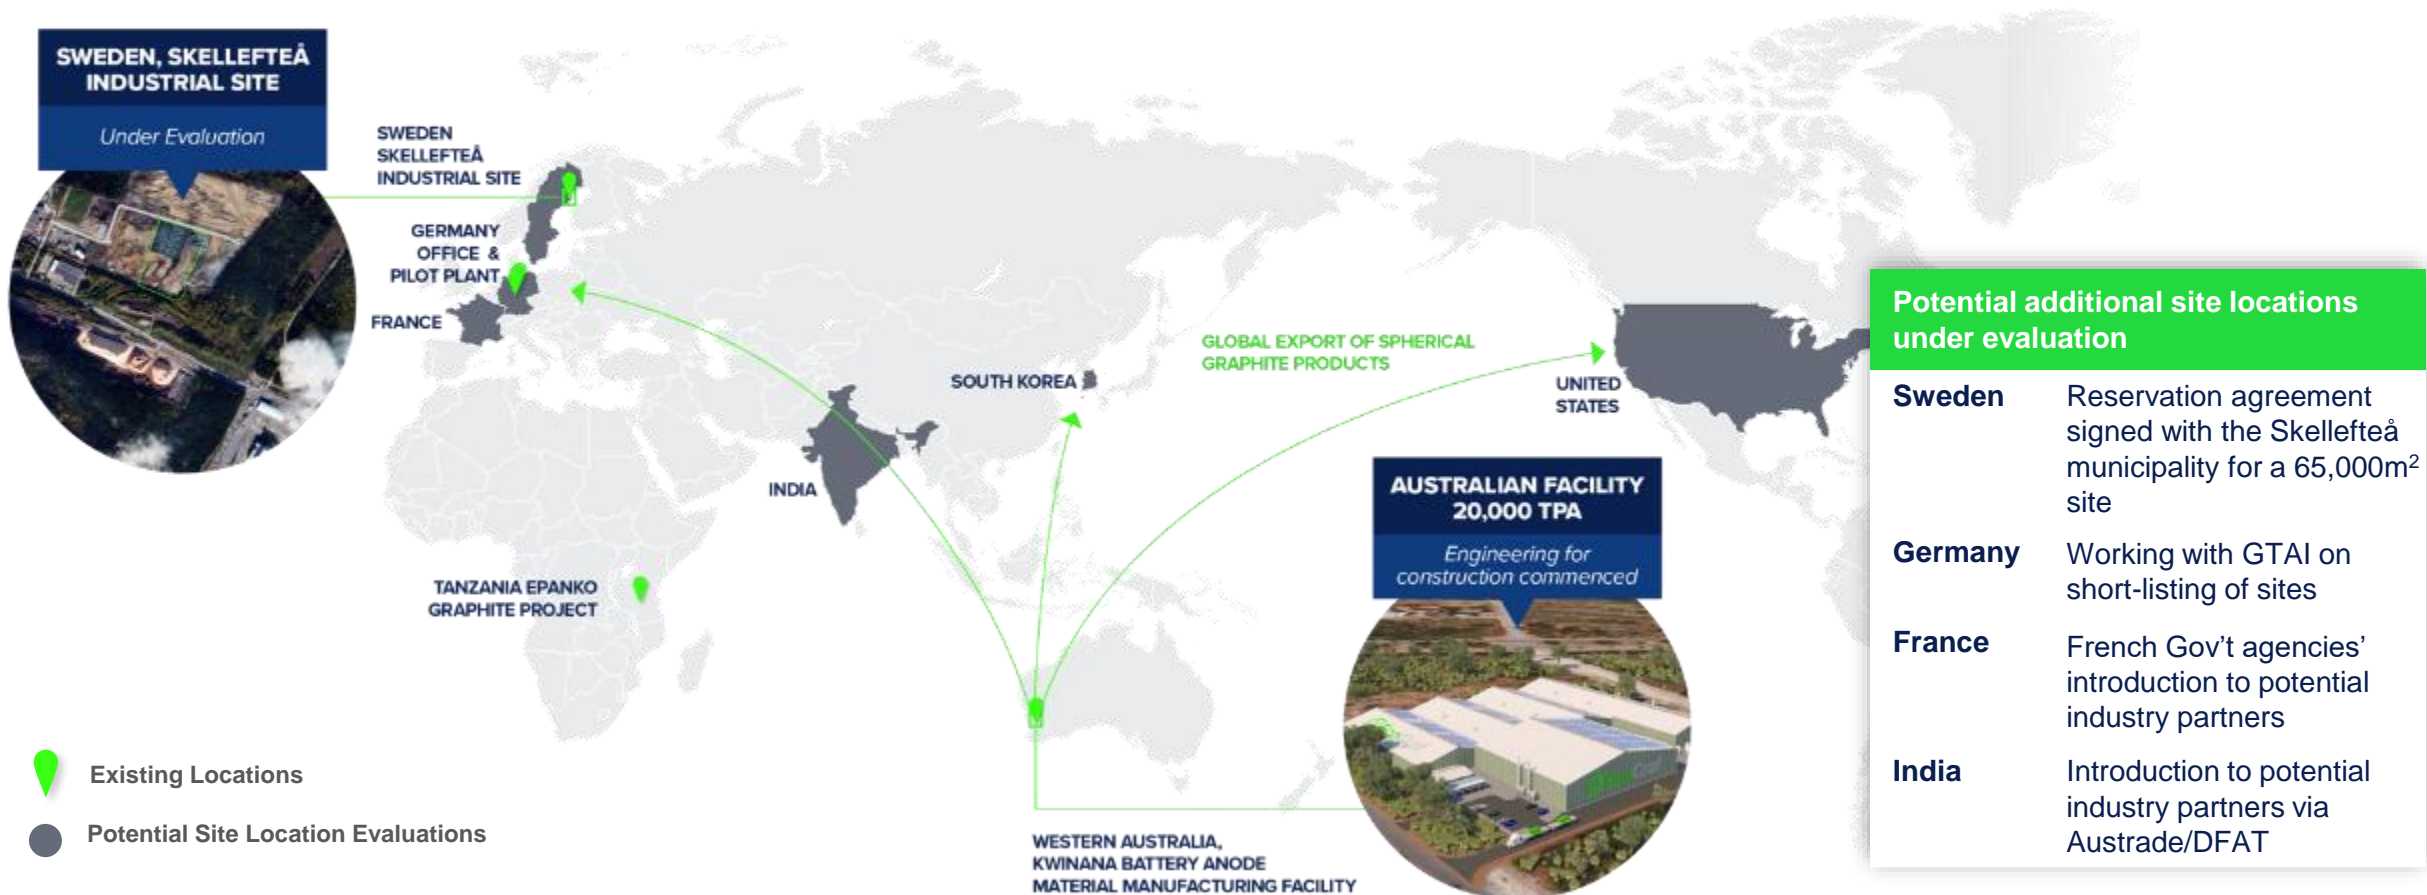 SWEDEN, SKELLEFTEÅ
INDUSTRIAL SITE
Under Evaluation
SWEDEN
SKELLEFTEÅ
INDUSTRIAL SITE
GERMANY
OFFICE &
PILOT PLANT
FRANCE
SOUTH KOREA
INDIA
GLOBAL EXPORT OF SPHERICAL
GRAPHITE PRODUCTS
UNITED
STATES
TANZANIA EPANKO
GRAPHITE PROJECT
AUSTRALIAN FACILITY
20,000 TPA
Engineering for
construction commenced
WESTERN AUSTRALIA,
KWINANA BATTERY ANODE
MATERIAL MANUFACTURING FACILITY
Existing Locations
Potential Site Location Evaluations
Potential additional site locations
under evaluation
Sweden Reservation agreement
signed with the Skellefteå
municipality for a 65,000m²
site
Germany Working with GTAI on
short-listing of sites
France French Gov’t agencies’
introduction to potential
industry partners
India Introduction to potential
industry partners via
Austrade/DFAT